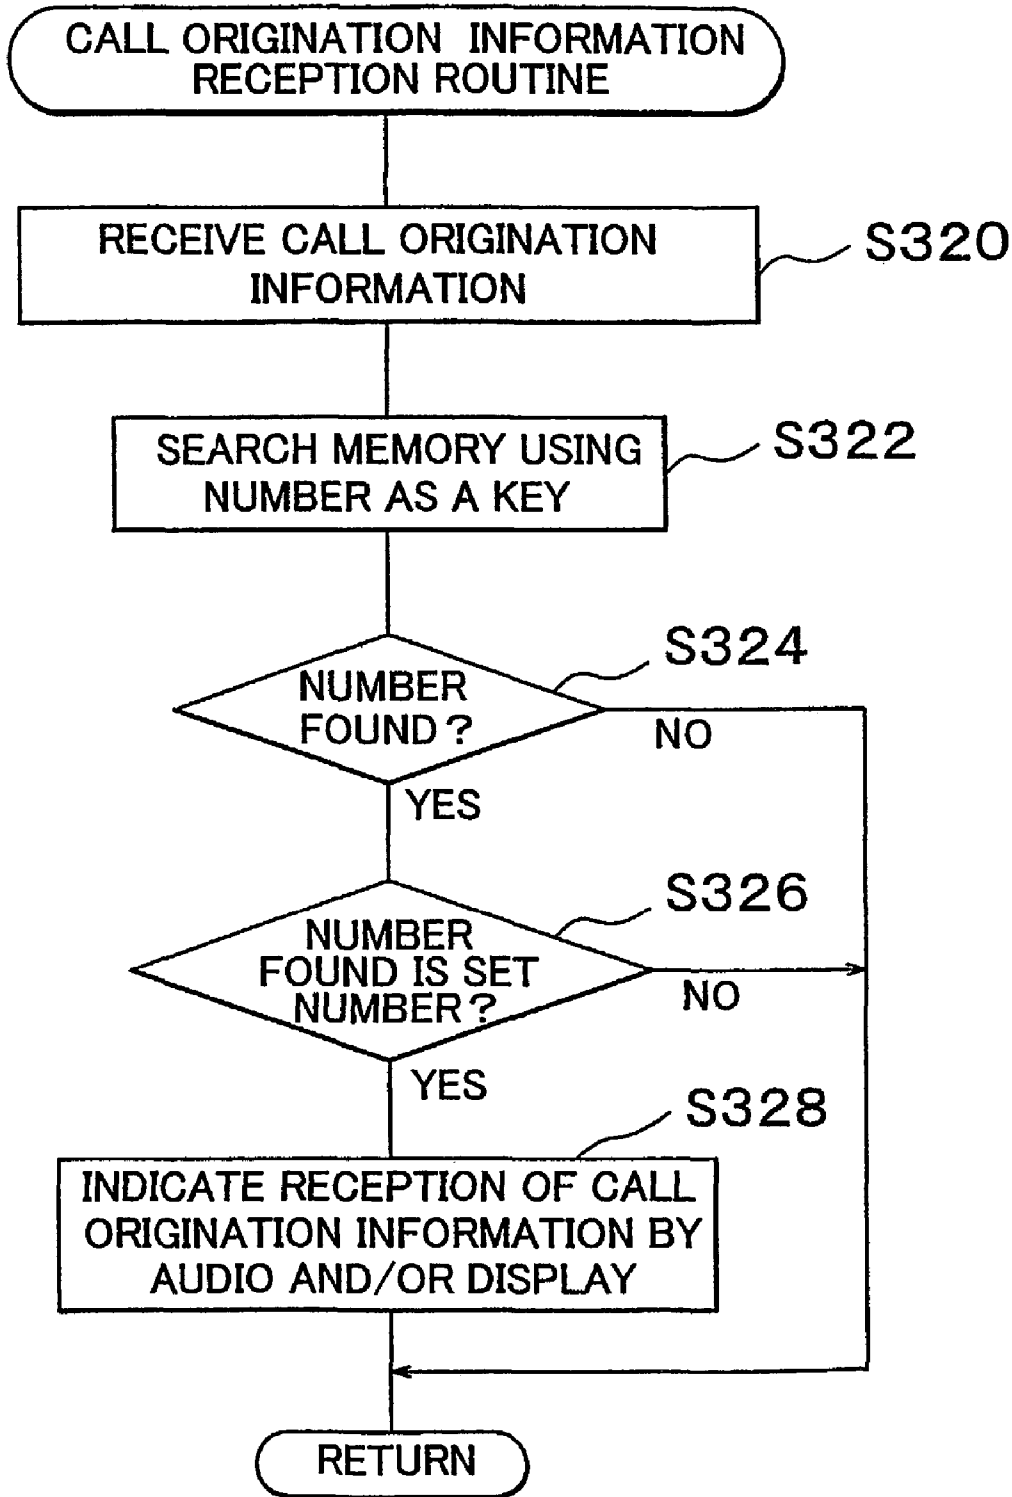 CALL ORIGINATION INFORMATION
RECEPTION ROUTINE
RECEIVE CALL ORIGINATION
INFORMATION
S320
SEARCH MEMORY USING
NUMBER AS A KEY
S322
NUMBER
FOUND?
S324
NO
YES
NUMBER
FOUND IS SET
NUMBER?
S326
NO
YES
S328
INDICATE RECEPTION OF CALL
ORIGINATION INFORMATION BY
AUDIO AND/OR DISPLAY
RETURN